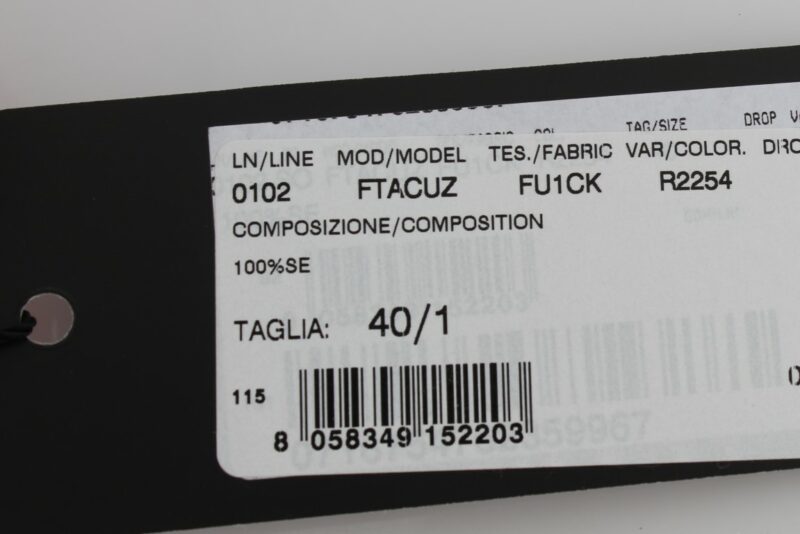 TAG/SIZE DROP
LN/LINE MOD/MODEL TES./FABRIC VAR/COLOR.
0102 FTACUZ FU1CK R2254
COMPOSIZIONE/COMPOSITION
100%SE
TAGLIA: 40/1
115
8 058349 152203